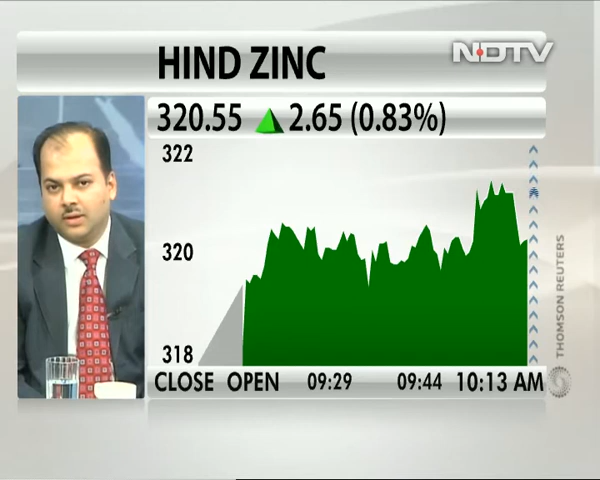 HIND ZINC
NDTV
320.55 ▲ 2.65 (0.83%)
322
320
318
CLOSE OPEN 09:29 09:44 10:13 AM
THOMSON REUTERS